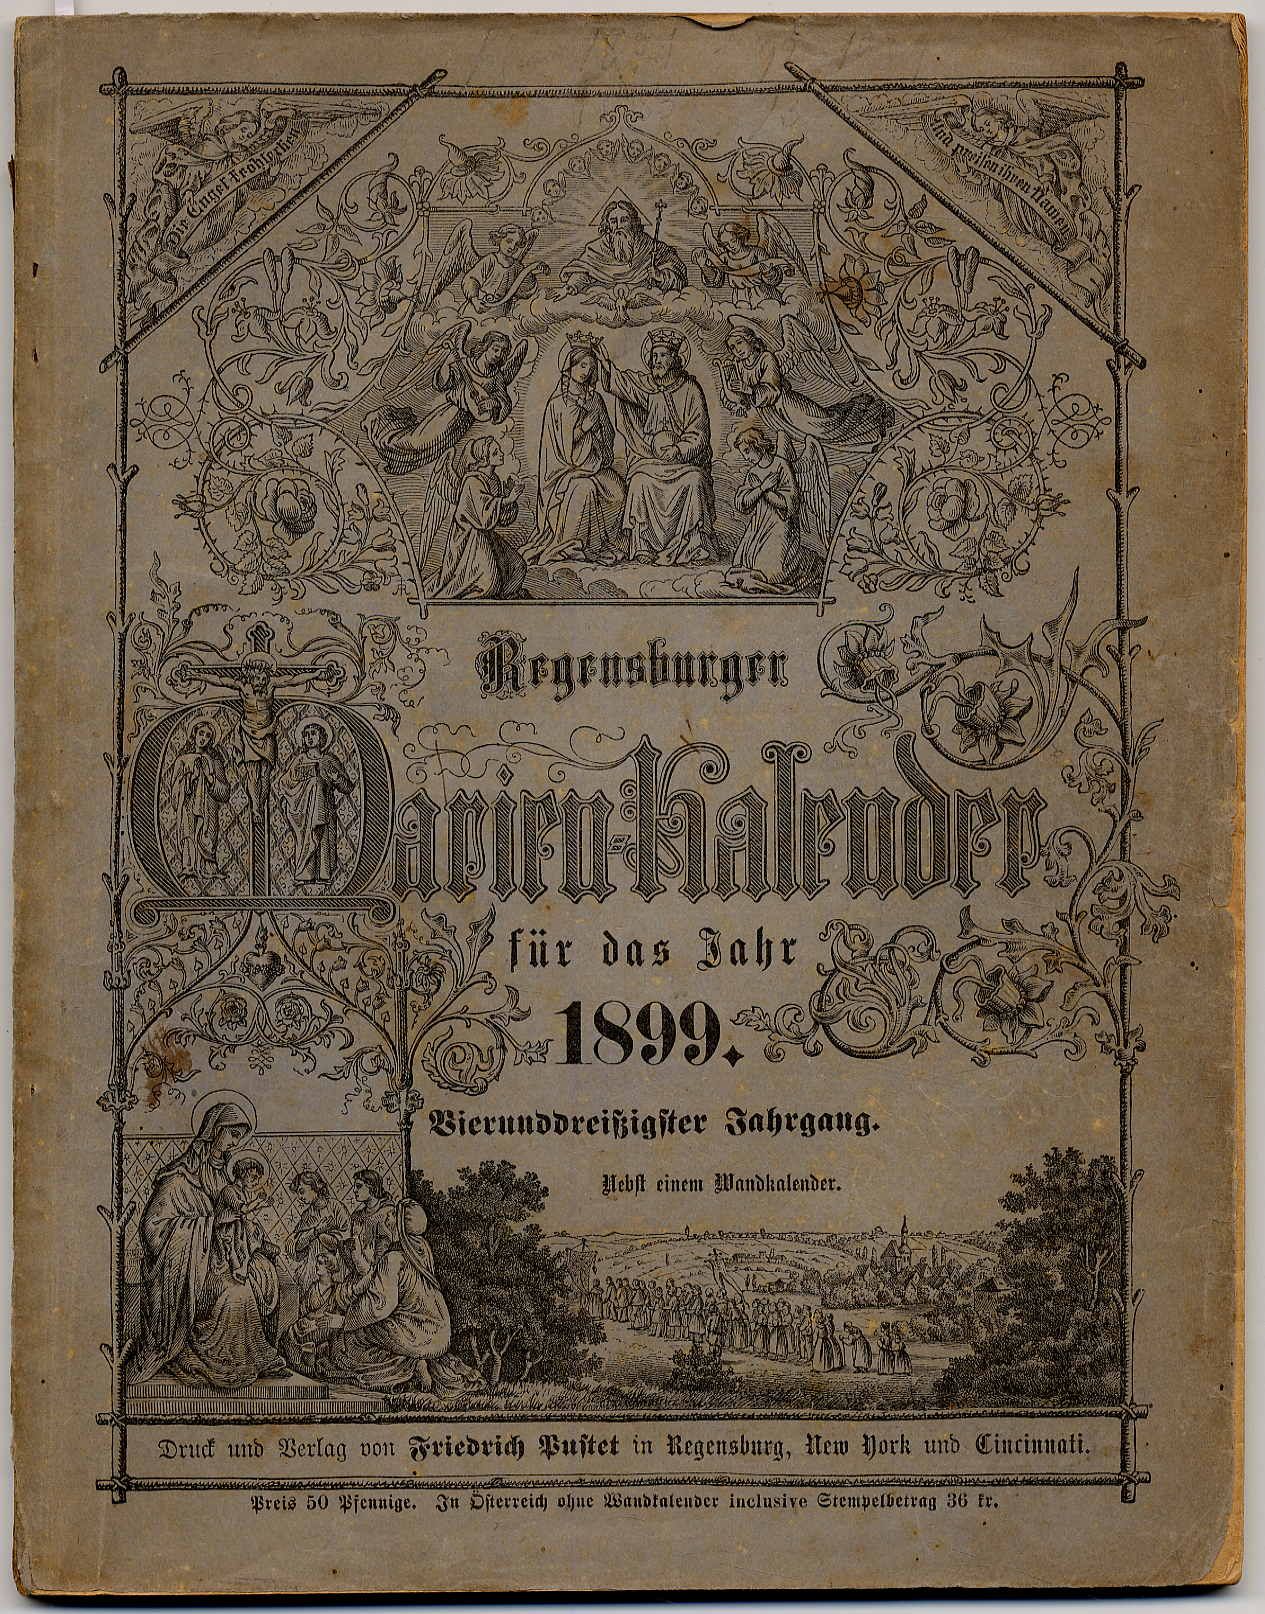 Die Engel fröhlocken
Und preisen ihren Namen
Regensburger
Marien-Kalender
für das Jahr
1899.
Vierunddreißigster Jahrgang.
Nebst einem Wandkalender.
Druck und Verlag von Friedrich Pustet in Regensburg, New York und Cincinnati.
Preis 50 Pfennige. In Österreich ohne Wandkalender inclusive Stempelbetrag 36 kr.